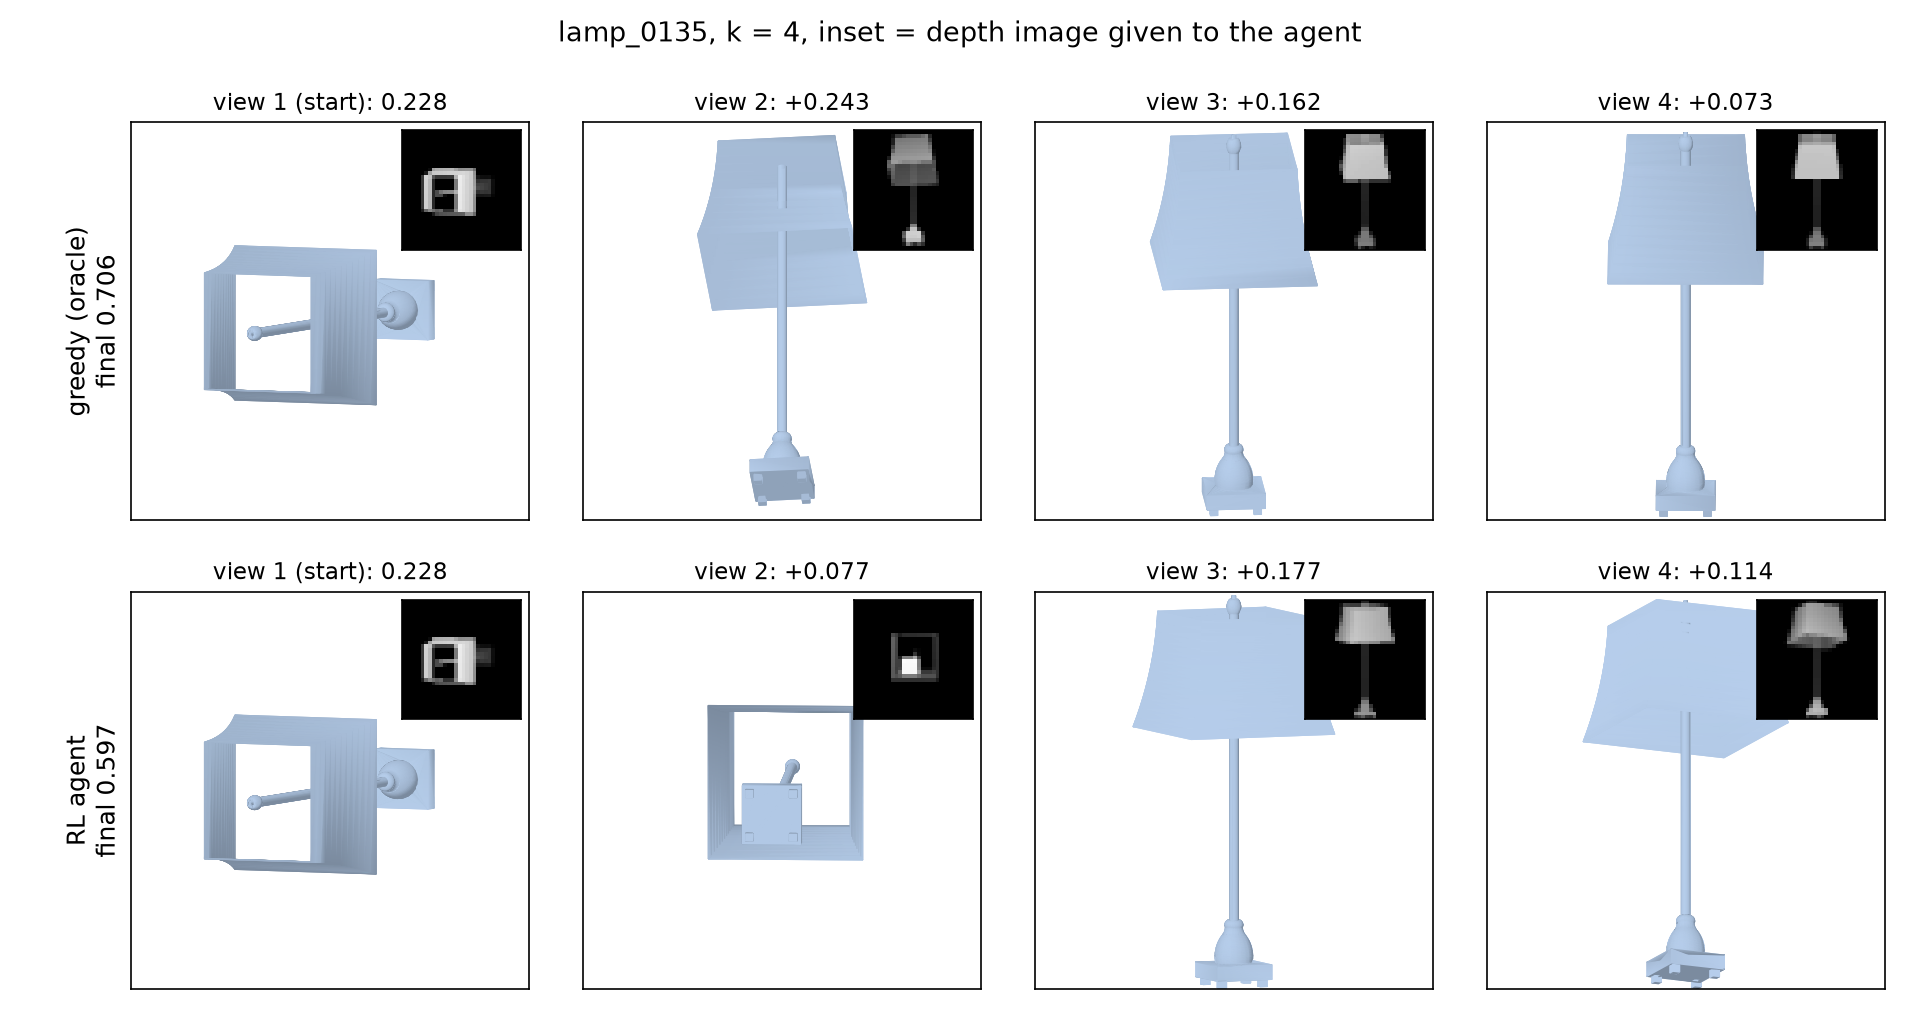 lamp_0135, k = 4, inset = depth image given to the agent
view 1 (start): 0.228
view 2: +0.243
view 3: +0.162
view 4: +0.073
greedy (oracle)
final 0.706
view 1 (start): 0.228
view 2: +0.077
view 3: +0.177
view 4: +0.114
RL agent
final 0.597